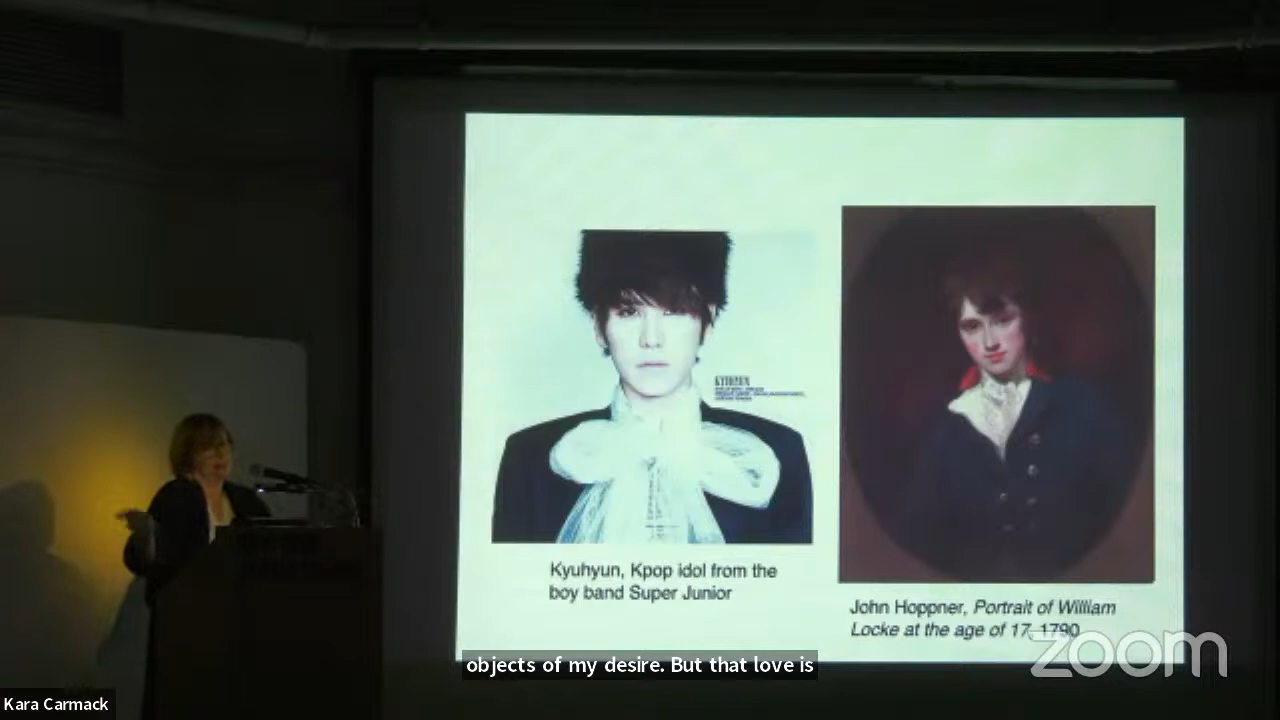 KYUHYUN
Kyuhyun, Kpop idol from the
boy band Super Junior
John Hoppner, Portrait of William
Locke at the age of 17, 1790
zoom
objects of my desire. But that love is
Kara Carmack